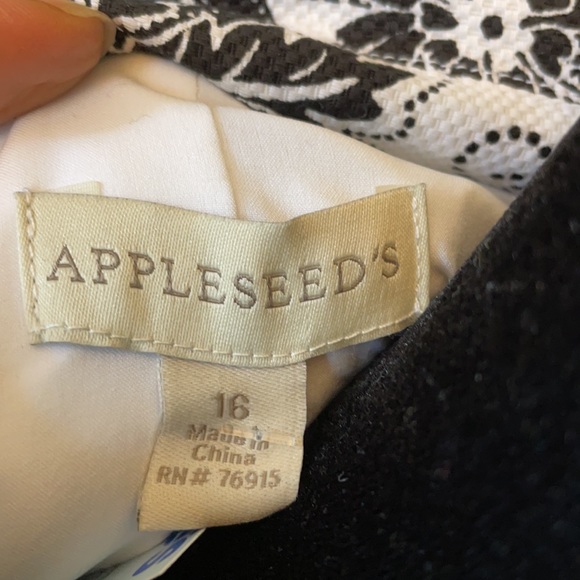 APPLESEED'S
16
Made in
China
RN# 76915